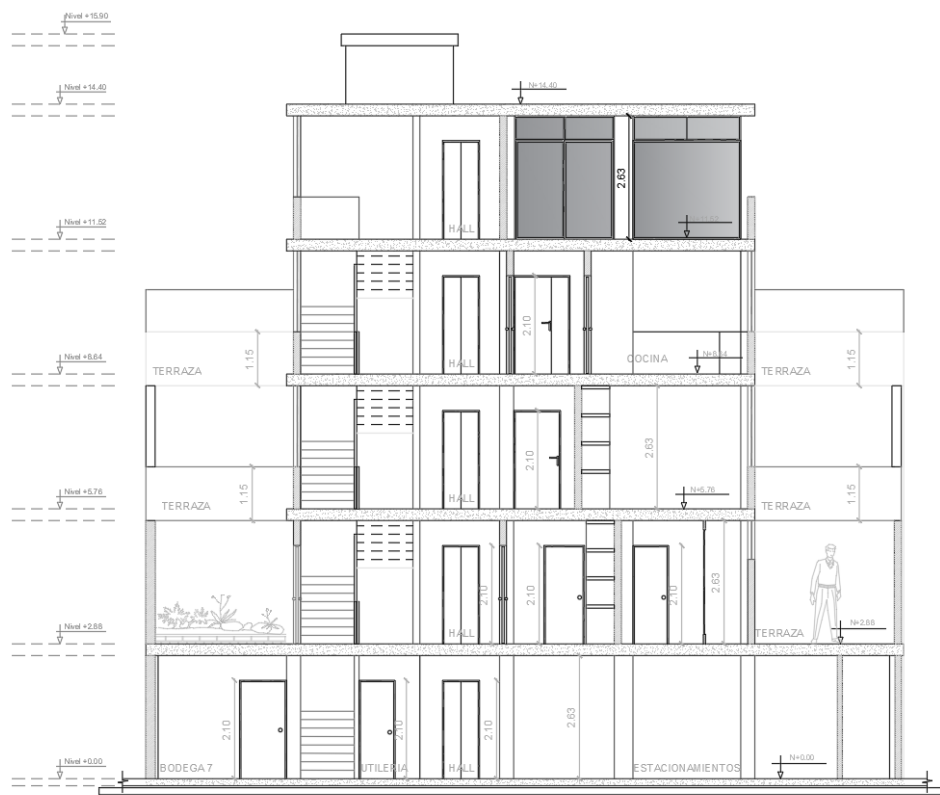 Nivel +15.90
Nivel +14.40
N+14.40
2.63
HALL
Nivel +11.52
2.10
HALL
COCINA
1.15
TERRAZA
1.15
TERRAZA
Nivel +8.64
2.10
HALL
2.63
1.15
TERRAZA
1.15
TERRAZA
Nivel +5.76
N+5.76
2.10
2.10
2.10
2.63
HALL
TERRAZA
Nivel +2.88
N+2.88
2.10
2.10
2.10
2.63
BODEGA 7
UTILERIA
HALL
ESTACIONAMIENTOS
Nivel +0.00
N+0.00